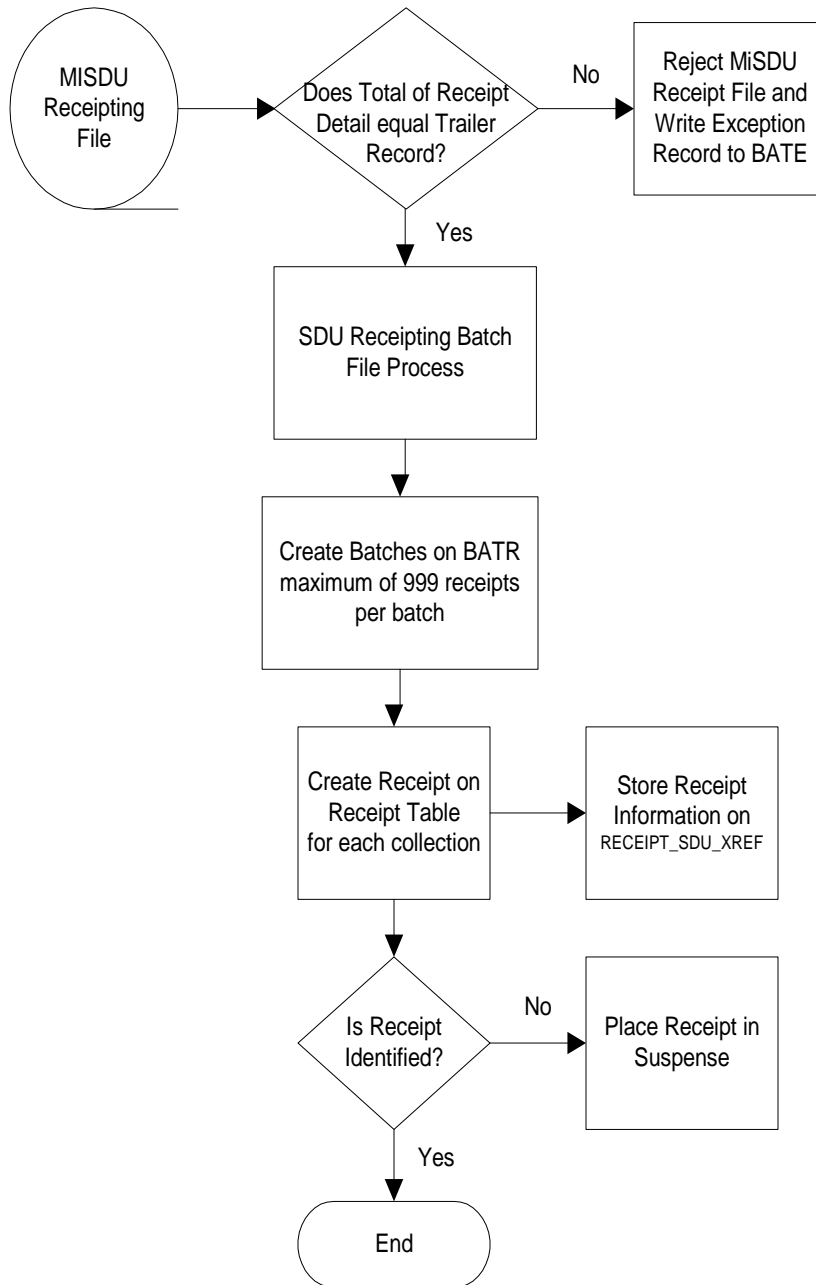 MISDU
Receipting
File
Does Total of Receipt
Detail equal Trailer
Record?
No
Reject MiSDU
Receipt File and
Write Exception
Record to BATE
Yes
SDU Receipting Batch
File Process
Create Batches on BATR
maximum of 999 receipts
per batch
Create Receipt on
Receipt Table
for each collection
Store Receipt
Information on
RECEIPT_SDU_XREF
Is Receipt
Identified?
No
Place Receipt in
Suspense
Yes
End